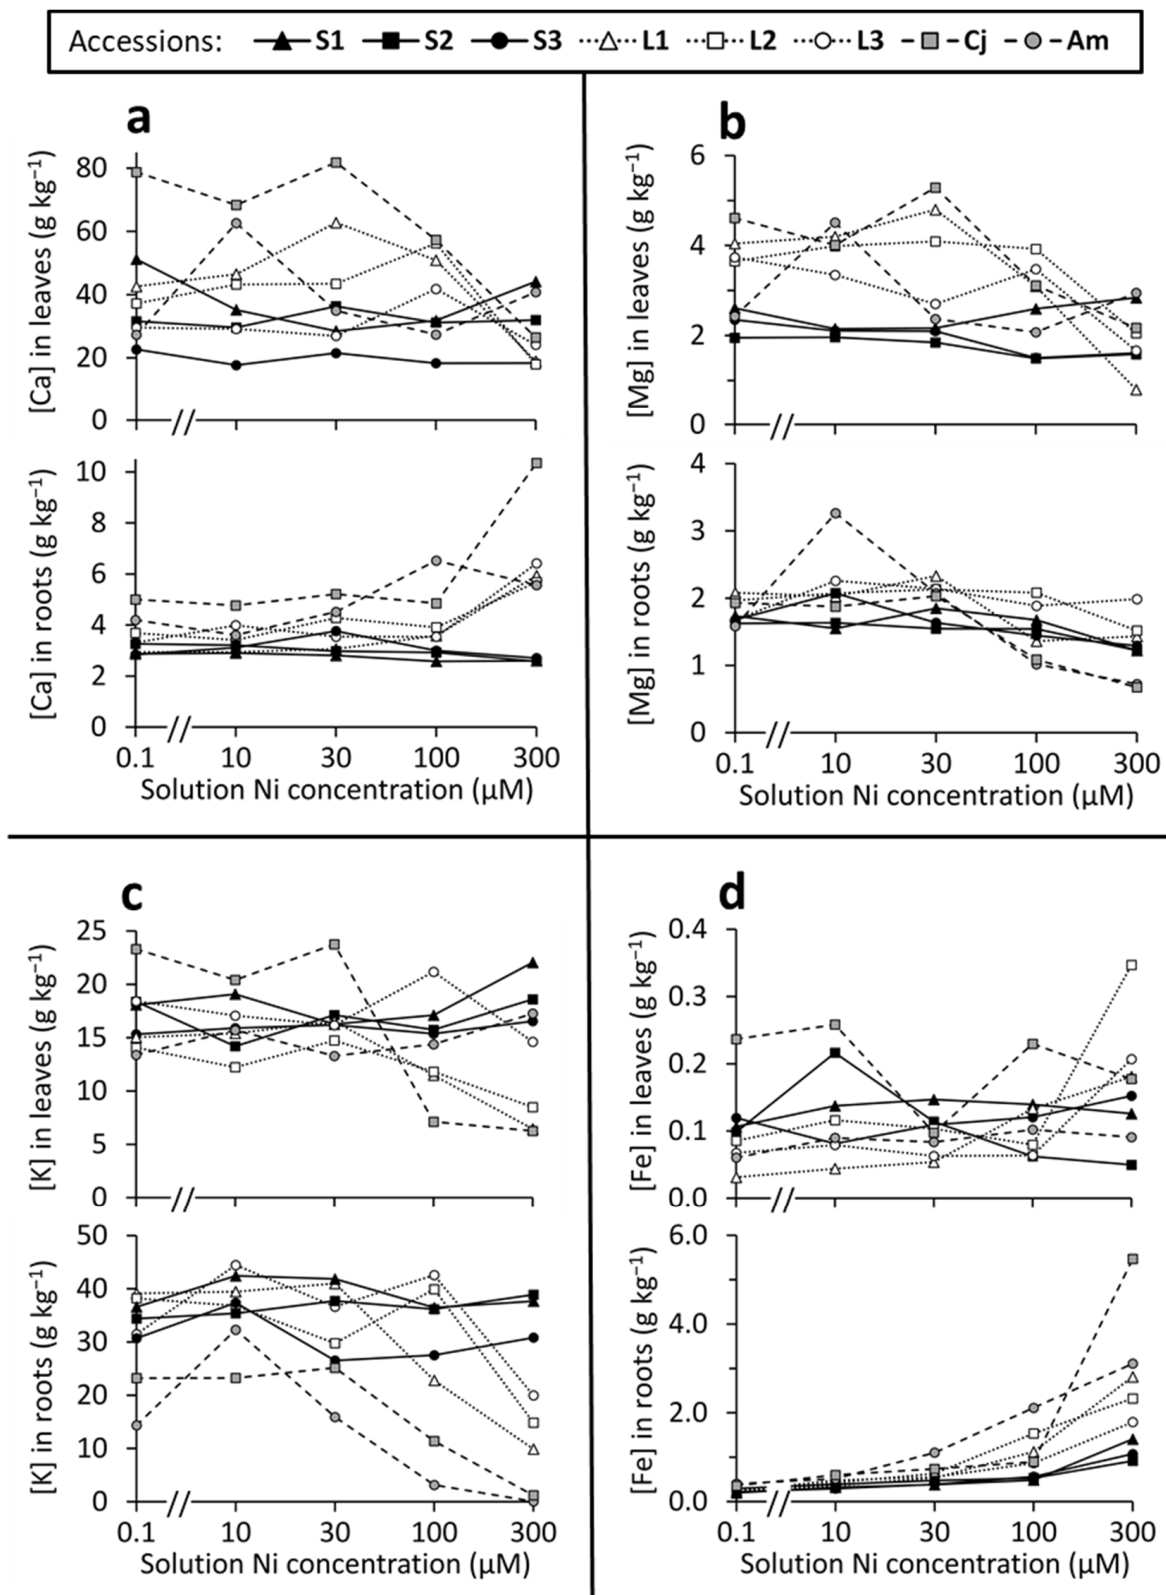 Accessions: S1 S2 S3 L1 L2 L3 Cj Am
a
[Ca] in leaves (g kg⁻¹)
80
60
40
20
0
[Ca] in roots (g kg⁻¹)
10
8
6
4
2
0
0.1 10 30 100 300
Solution Ni concentration (µM)
b
[Mg] in leaves (g kg⁻¹)
6
4
2
0
[Mg] in roots (g kg⁻¹)
4
3
2
1
0
0.1 10 30 100 300
Solution Ni concentration (µM)
c
[K] in leaves (g kg⁻¹)
25
20
15
10
5
0
[K] in roots (g kg⁻¹)
50
40
30
20
10
0
0.1 10 30 100 300
Solution Ni concentration (µM)
d
[Fe] in leaves (g kg⁻¹)
0.4
0.3
0.2
0.1
0.0
[Fe] in roots (g kg⁻¹)
6.0
4.0
2.0
0.0
0.1 10 30 100 300
Solution Ni concentration (µM)